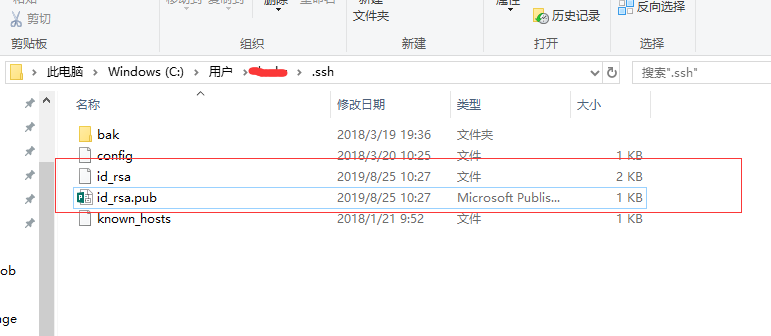 剪切
文件夹
历史记录
反向选择
剪贴板 组织 新建 打开 选择
此电脑 Windows (C:) 用户 .ssh 搜索".ssh"
名称 修改日期 类型 大小
bak 2018/3/19 19:36 文件夹
config 2018/3/20 10:25 文件 1 KB
id_rsa 2019/8/25 10:27 文件 2 KB
id_rsa.pub 2019/8/25 10:27 Microsoft Publis... 1 KB
known_hosts 2018/1/21 9:52 文件 1 KB
ob
nge